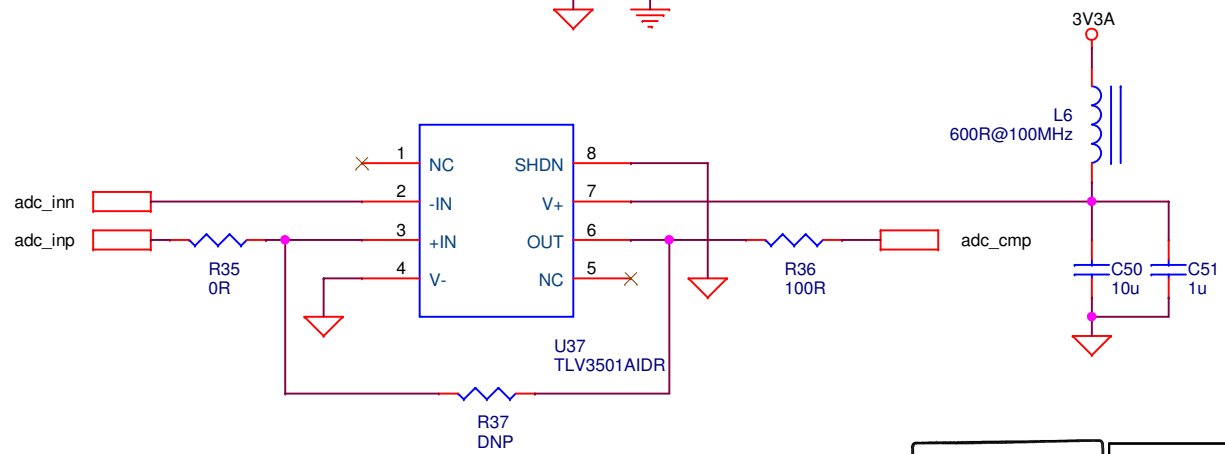 3V3A
L6
600R@100MHz
1 NC SHDN 8
adc_inn 2 -IN V+ 7
adc_inp 3 +IN OUT 6 adc_cmp
R35
0R
4 V- NC 5
R36
100R
C50
10u
C51
1u
U37
TLV3501AIDR
R37
DNP